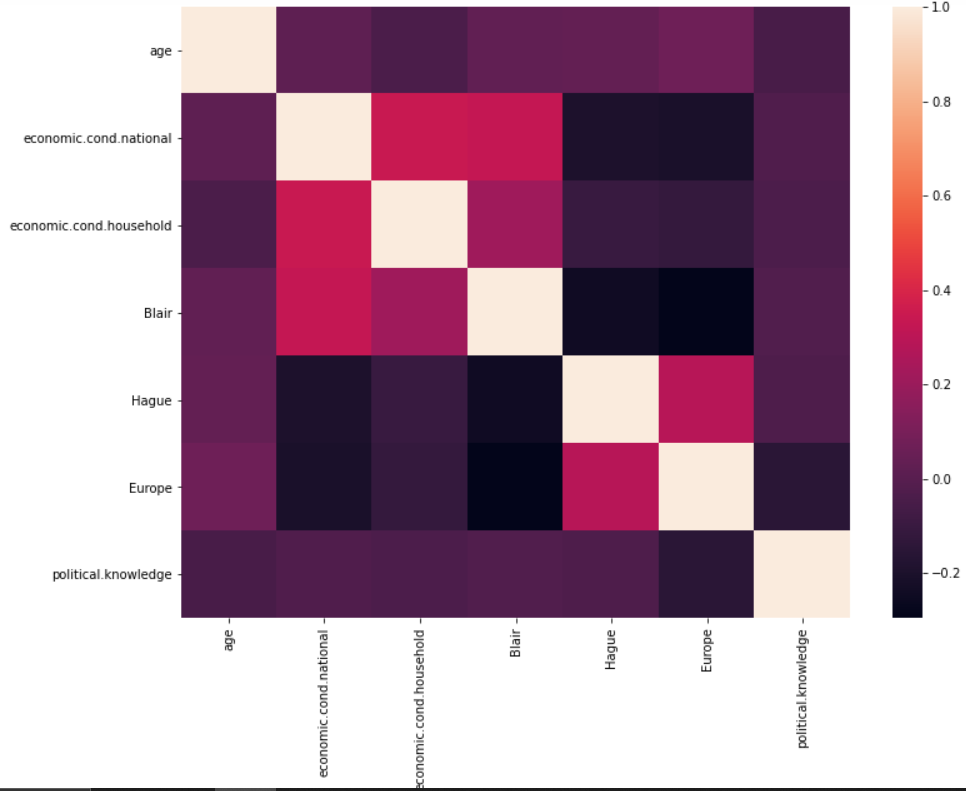 age
economic.cond.national
economic.cond.household
Blair
Hague
Europe
political.knowledge
1.0
0.8
0.6
0.4
0.2
0.0
−0.2
age
economic.cond.national
economic.cond.household
Blair
Hague
Europe
political.knowledge